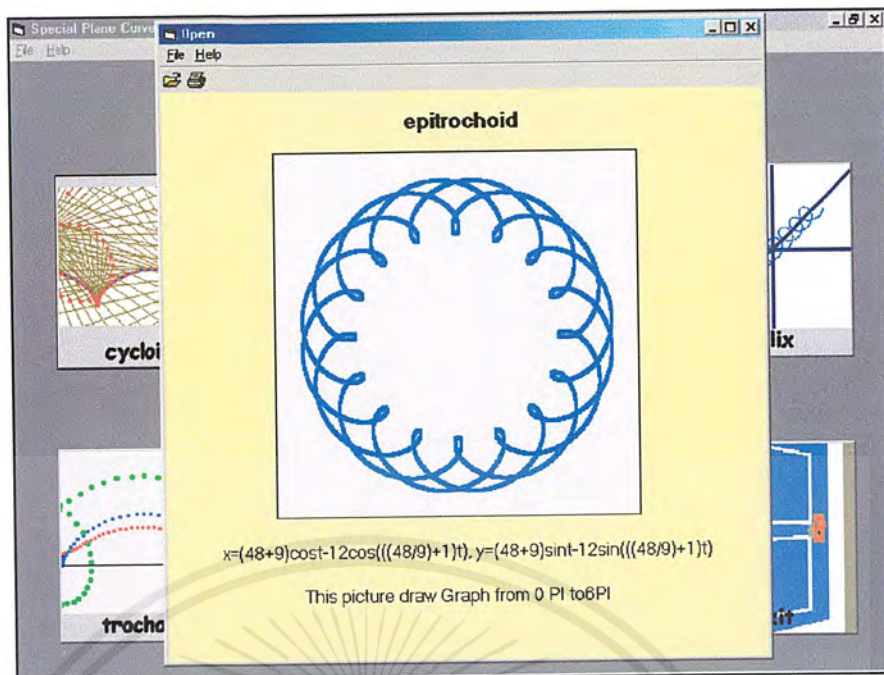 Special Plane Curve
Open
File Help
File Help
epitrochoid
x=(48+9)cost-12cos(((48/9)+1)t), y=(48+9)sint-12sin(((48/9)+1)t)
This picture draw Graph from 0 PI to6PI
cycloi
lix
trocho
xit